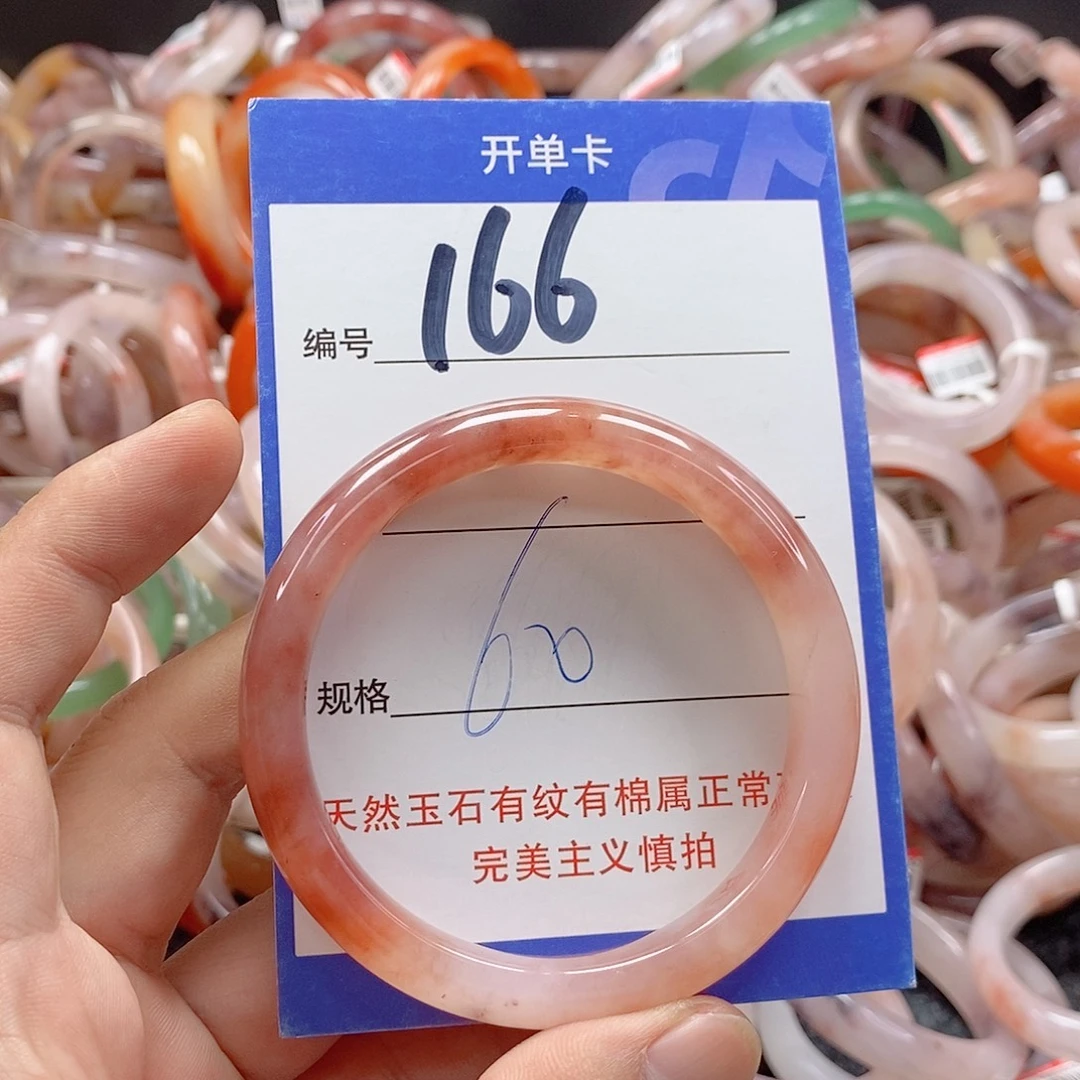 开单卡
编号 166
规格 60
天然玉石有纹有棉属正常
完美主义慎拍